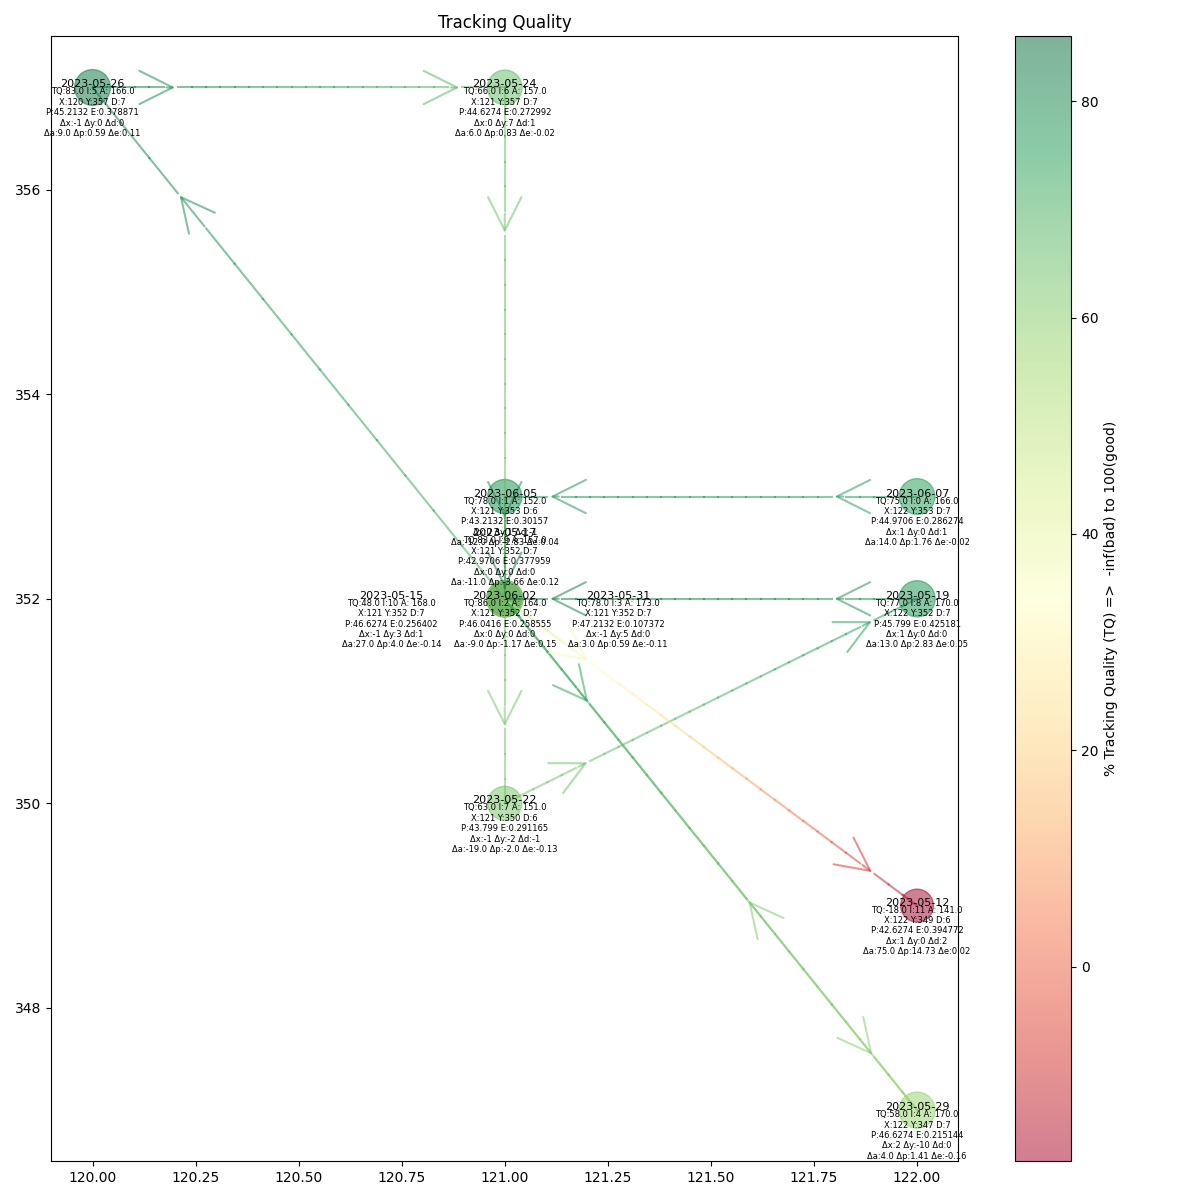 Tracking Quality
2023-05-26
TQ:83.0 I:5 A: 166.0
X:120 Y:357 D:7
P:45.2132 E:0.378871
Δx:-1 Δy:0 Δd:0
Δa:9.0 Δp:0.59 Δe:0.11
2023-05-24
TQ:66.0 I:6 A: 157.0
X:121 Y:357 D:7
P:44.6274 E:0.272992
Δx:0 Δy:7 Δd:1
Δa:6.0 Δp:0.83 Δe:-0.02
2023-06-05
TQ:78.0 I:1 A: 152.0
X:121 Y:353 D:6
P:43.2132 E:0.30157
2023-05-17
X:121 Y:352 D:7
P:42.9706 E:0.377959
Δx:0 Δy:0 Δd:0
Δa:-11.0 Δp:-3.66 Δe:0.12
2023-06-07
TQ:75.0 I:0 A: 166.0
X:122 Y:353 D:7
P:44.9706 E:0.286274
Δx:1 Δy:0 Δd:1
Δa:14.0 Δp:1.76 Δe:-0.02
2023-05-15
TQ:48.0 I:10 A: 168.0
X:121 Y:352 D:7
P:46.6274 E:0.256402
Δx:-1 Δy:3 Δd:1
Δa:27.0 Δp:4.0 Δe:-0.14
2023-06-02
TQ:86.0 I:2 A: 164.0
X:121 Y:352 D:7
P:46.0416 E:0.258555
Δx:0 Δy:0 Δd:0
Δa:-9.0 Δp:-1.17 Δe:0.15
2023-05-31
TQ:78.0 I:3 A: 173.0
X:121 Y:352 D:7
P:47.2132 E:0.107372
Δx:-1 Δy:5 Δd:0
Δa:3.0 Δp:0.59 Δe:-0.11
2023-05-19
TQ:77.0 I:8 A: 170.0
X:122 Y:352 D:7
P:45.799 E:0.425181
Δx:1 Δy:0 Δd:0
Δa:13.0 Δp:2.83 Δe:0.05
2023-05-22
TQ:63.0 I:7 A: 151.0
X:121 Y:350 D:6
P:43.799 E:0.291165
Δx:-1 Δy:-2 Δd:-1
Δa:-19.0 Δp:-2.0 Δe:-0.13
2023-05-12
TQ:-18.0 I:11 A: 141.0
X:122 Y:349 D:6
P:42.6274 E:0.394772
Δx:1 Δy:0 Δd:2
Δa:75.0 Δp:14.73 Δe:0.02
2023-05-29
TQ:58.0 I:4 A: 170.0
X:122 Y:347 D:7
P:46.6274 E:0.215144
Δx:2 Δy:-10 Δd:0
Δa:4.0 Δp:1.41 Δe:-0.16
356
354
352
350
348
120.00
120.25
120.50
120.75
121.00
121.25
121.50
121.75
122.00
80
60
40
20
0
% Tracking Quality (TQ) => -inf(bad) to 100(good)